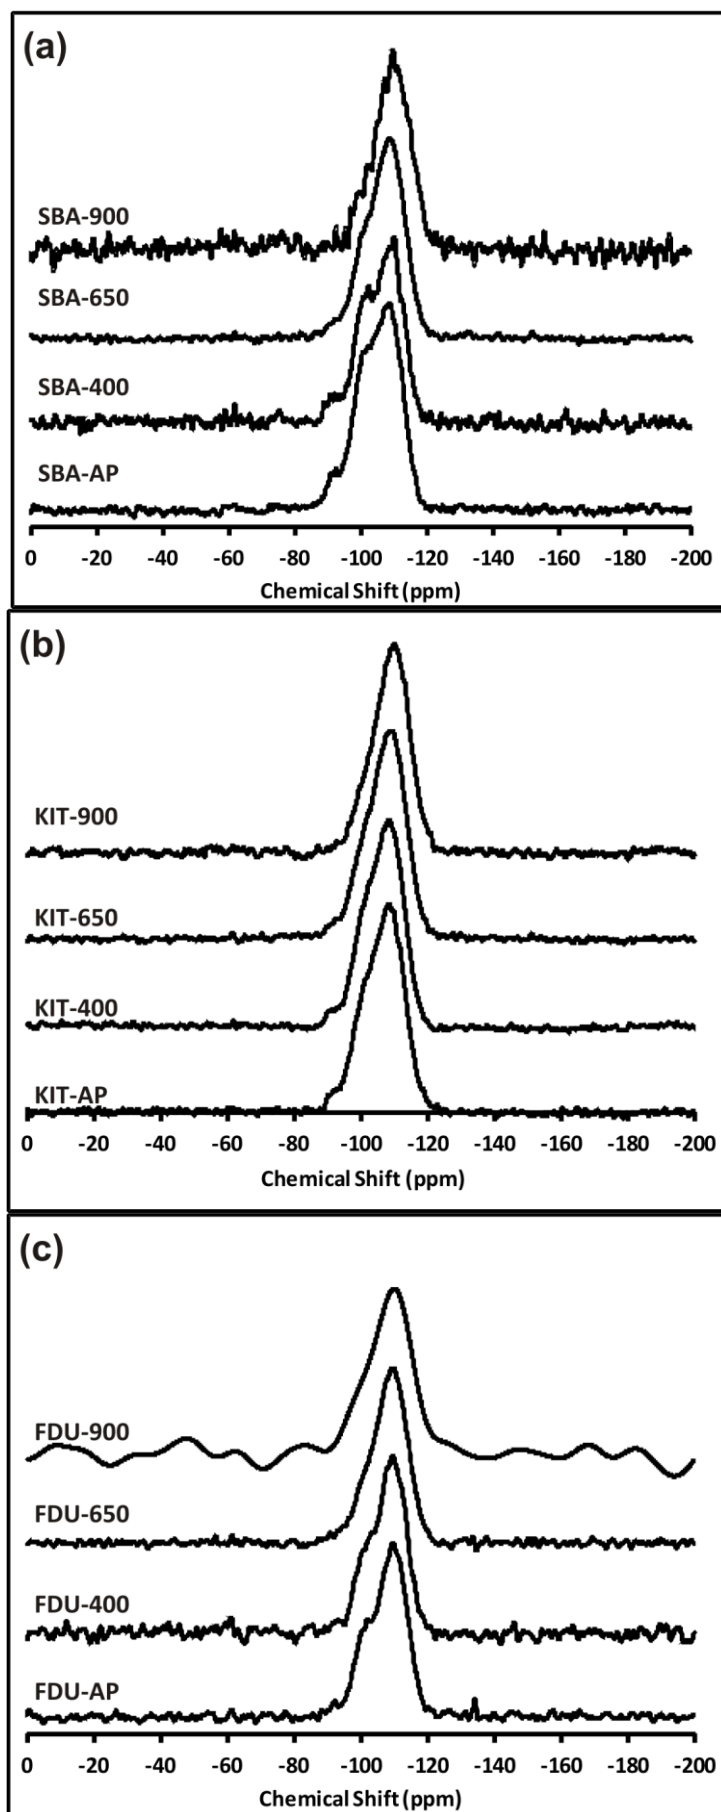 (a)
SBA-900
SBA-650
SBA-400
SBA-AP
0 -20 -40 -60 -80 -100 -120 -140 -160 -180 -200
Chemical Shift (ppm)
(b)
KIT-900
KIT-650
KIT-400
KIT-AP
0 -20 -40 -60 -80 -100 -120 -140 -160 -180 -200
Chemical Shift (ppm)
(c)
FDU-900
FDU-650
FDU-400
FDU-AP
0 -20 -40 -60 -80 -100 -120 -140 -160 -180 -200
Chemical Shift (ppm)